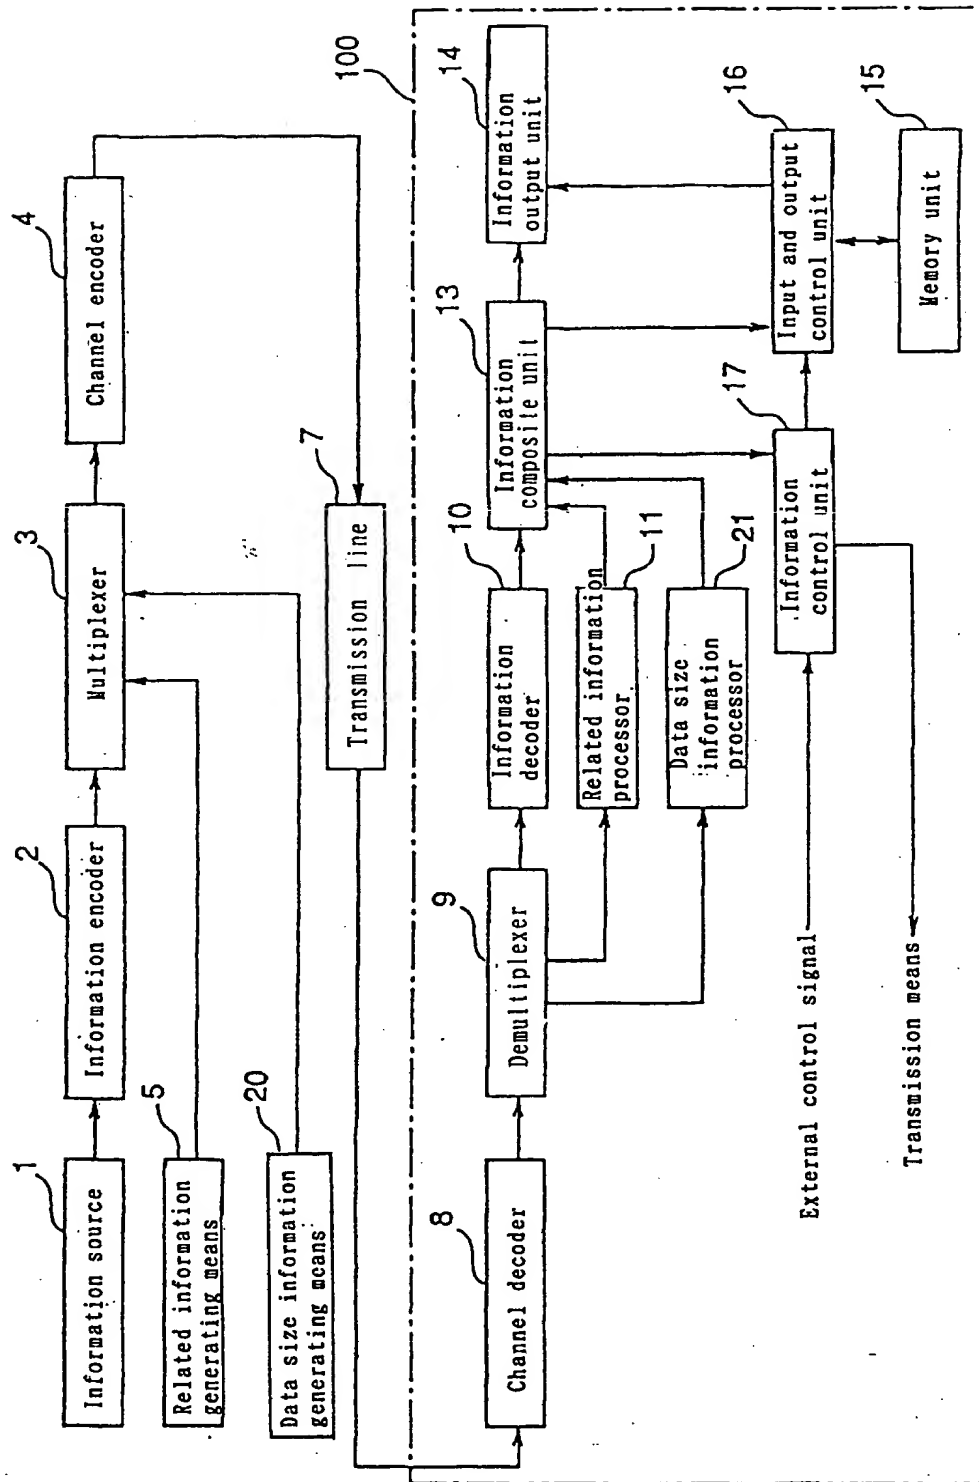 1
Information source
2
Information encoder
3
Multiplexer
4
Channel encoder
5
Related information
generating means
20
Data size information
generating means
7
Transmission line
100
8
Channel decoder
9
Demultiplexer
10
Information
decoder
11
Related information
processor
21
Data size
information
processor
13
Information
composite unit
14
Information
output unit
17
Information
control unit
16
Input and output
control unit
15
Memory unit
External control signal
Transmission means